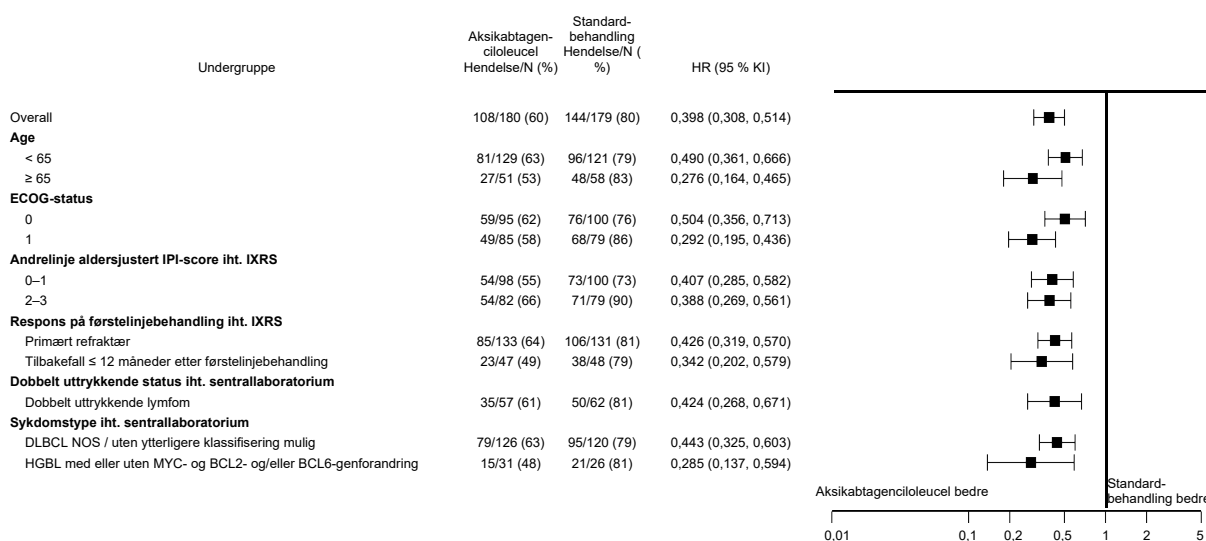 Undergruppe
Aksikabtagen-
ciloleucel
Hendelse/N (%)
Standard-
behandling
Hendelse/N (
%)
HR (95 % KI)
Overall 108/180 (60) 144/179 (80) 0,398 (0,308, 0,514)
Age
< 65 81/129 (63) 96/121 (79) 0,490 (0,361, 0,666)
≥ 65 27/51 (53) 48/58 (83) 0,276 (0,164, 0,465)
ECOG-status
0 59/95 (62) 76/100 (76) 0,504 (0,356, 0,713)
1 49/85 (58) 68/79 (86) 0,292 (0,195, 0,436)
Andrelinje aldersjustert IPI-score iht. IXRS
0–1 54/98 (55) 73/100 (73) 0,407 (0,285, 0,582)
2–3 54/82 (66) 71/79 (90) 0,388 (0,269, 0,561)
Respons på førstelinjebehandling iht. IXRS
Primært refraktær 85/133 (64) 106/131 (81) 0,426 (0,319, 0,570)
Tilbakefall ≤ 12 måneder etter førstelinjebehandling 23/47 (49) 38/48 (79) 0,342 (0,202, 0,579)
Dobbelt uttrykkende status iht. sentrallaboratorium
Dobbelt uttrykkende lymfom 35/57 (61) 50/62 (81) 0,424 (0,268, 0,671)
Sykdomstype iht. sentrallaboratorium
DLBCL NOS / uten ytterligere klassifisering mulig 79/126 (63) 95/120 (79) 0,443 (0,325, 0,603)
HGBL med eller uten MYC- og BCL2- og/eller BCL6-genforandring 15/31 (48) 21/26 (81) 0,285 (0,137, 0,594)
Aksikabtagenciloleucel bedre
Standard-
behandling bedre
0,01 0,1 0,2 0,5 1 2 5